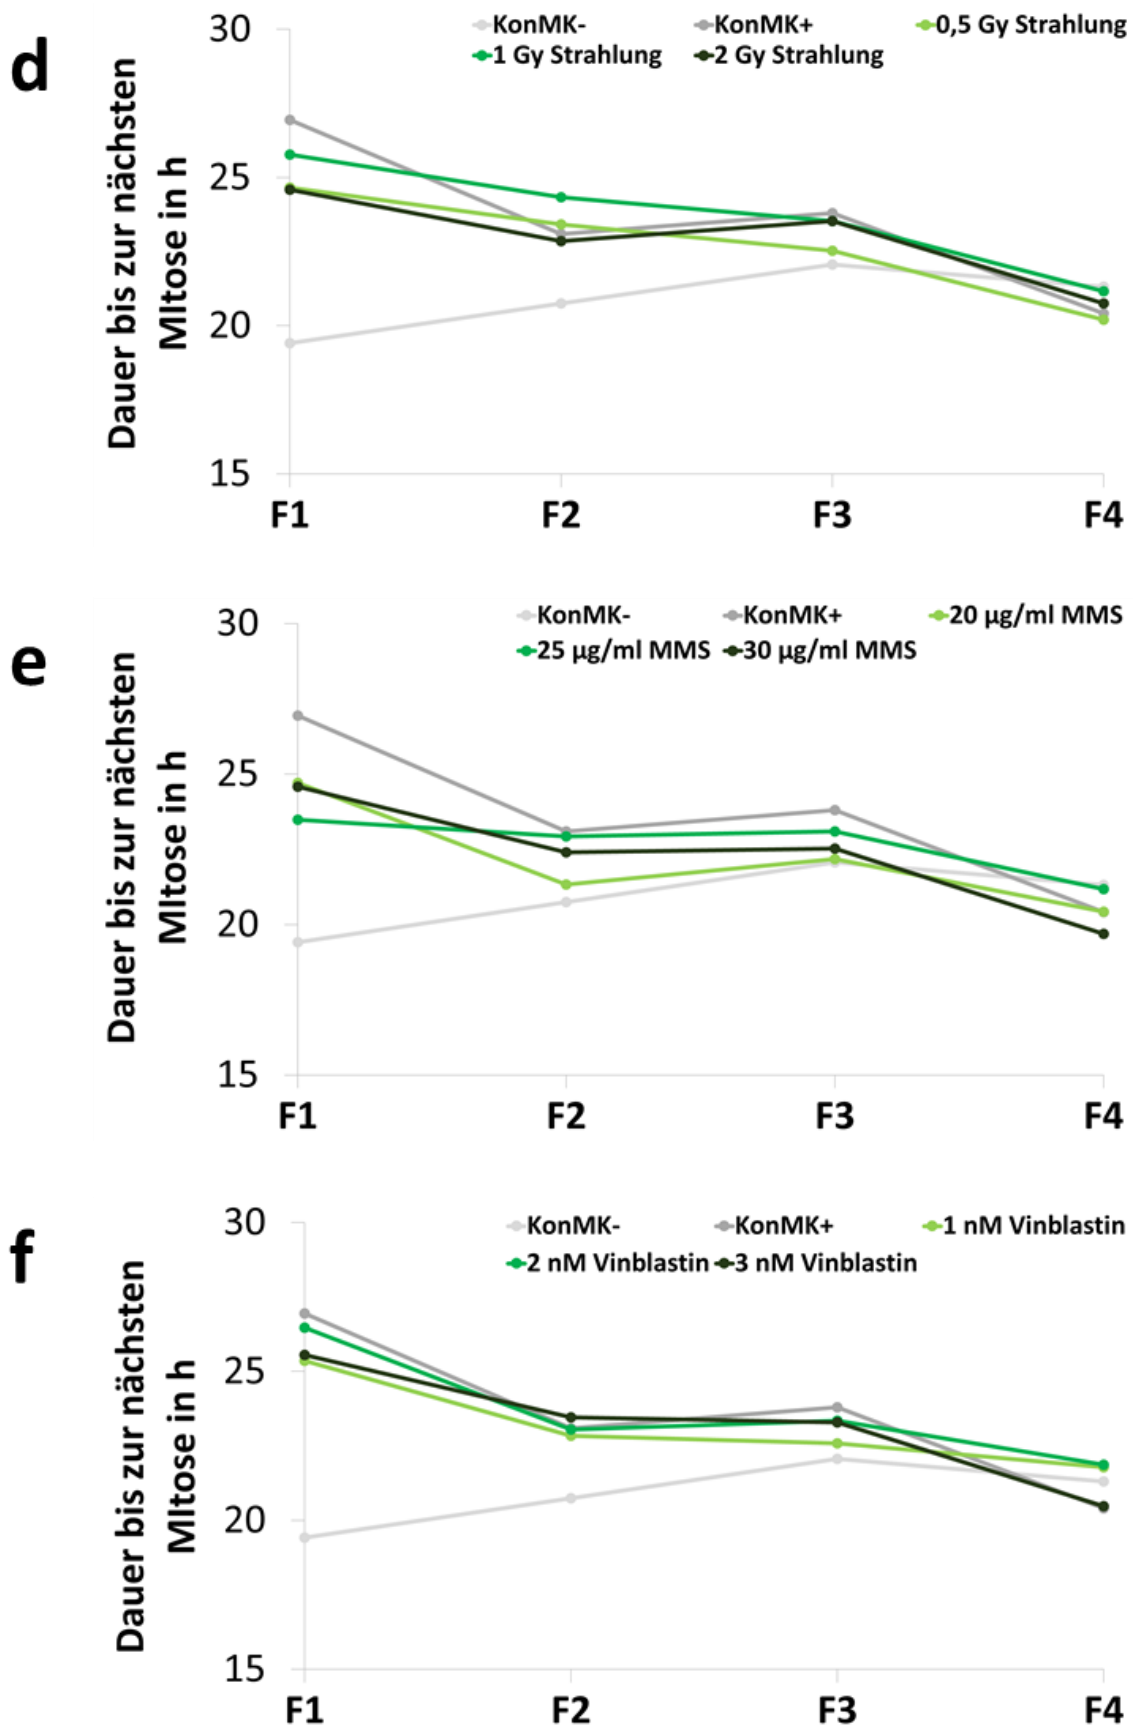 d
KonMK- KonMK+ 0,5 Gy Strahlung
1 Gy Strahlung 2 Gy Strahlung
Dauer bis zur nächsten
MItose in h
30
25
20
15
F1 F2 F3 F4
e
KonMK- KonMK+ 20 µg/ml MMS
25 µg/ml MMS 30 µg/ml MMS
Dauer bis zur nächsten
MItose in h
30
25
20
15
F1 F2 F3 F4
f
KonMK- KonMK+ 1 nM Vinblastin
2 nM Vinblastin 3 nM Vinblastin
Dauer bis zur nächsten
MItose in h
30
25
20
15
F1 F2 F3 F4